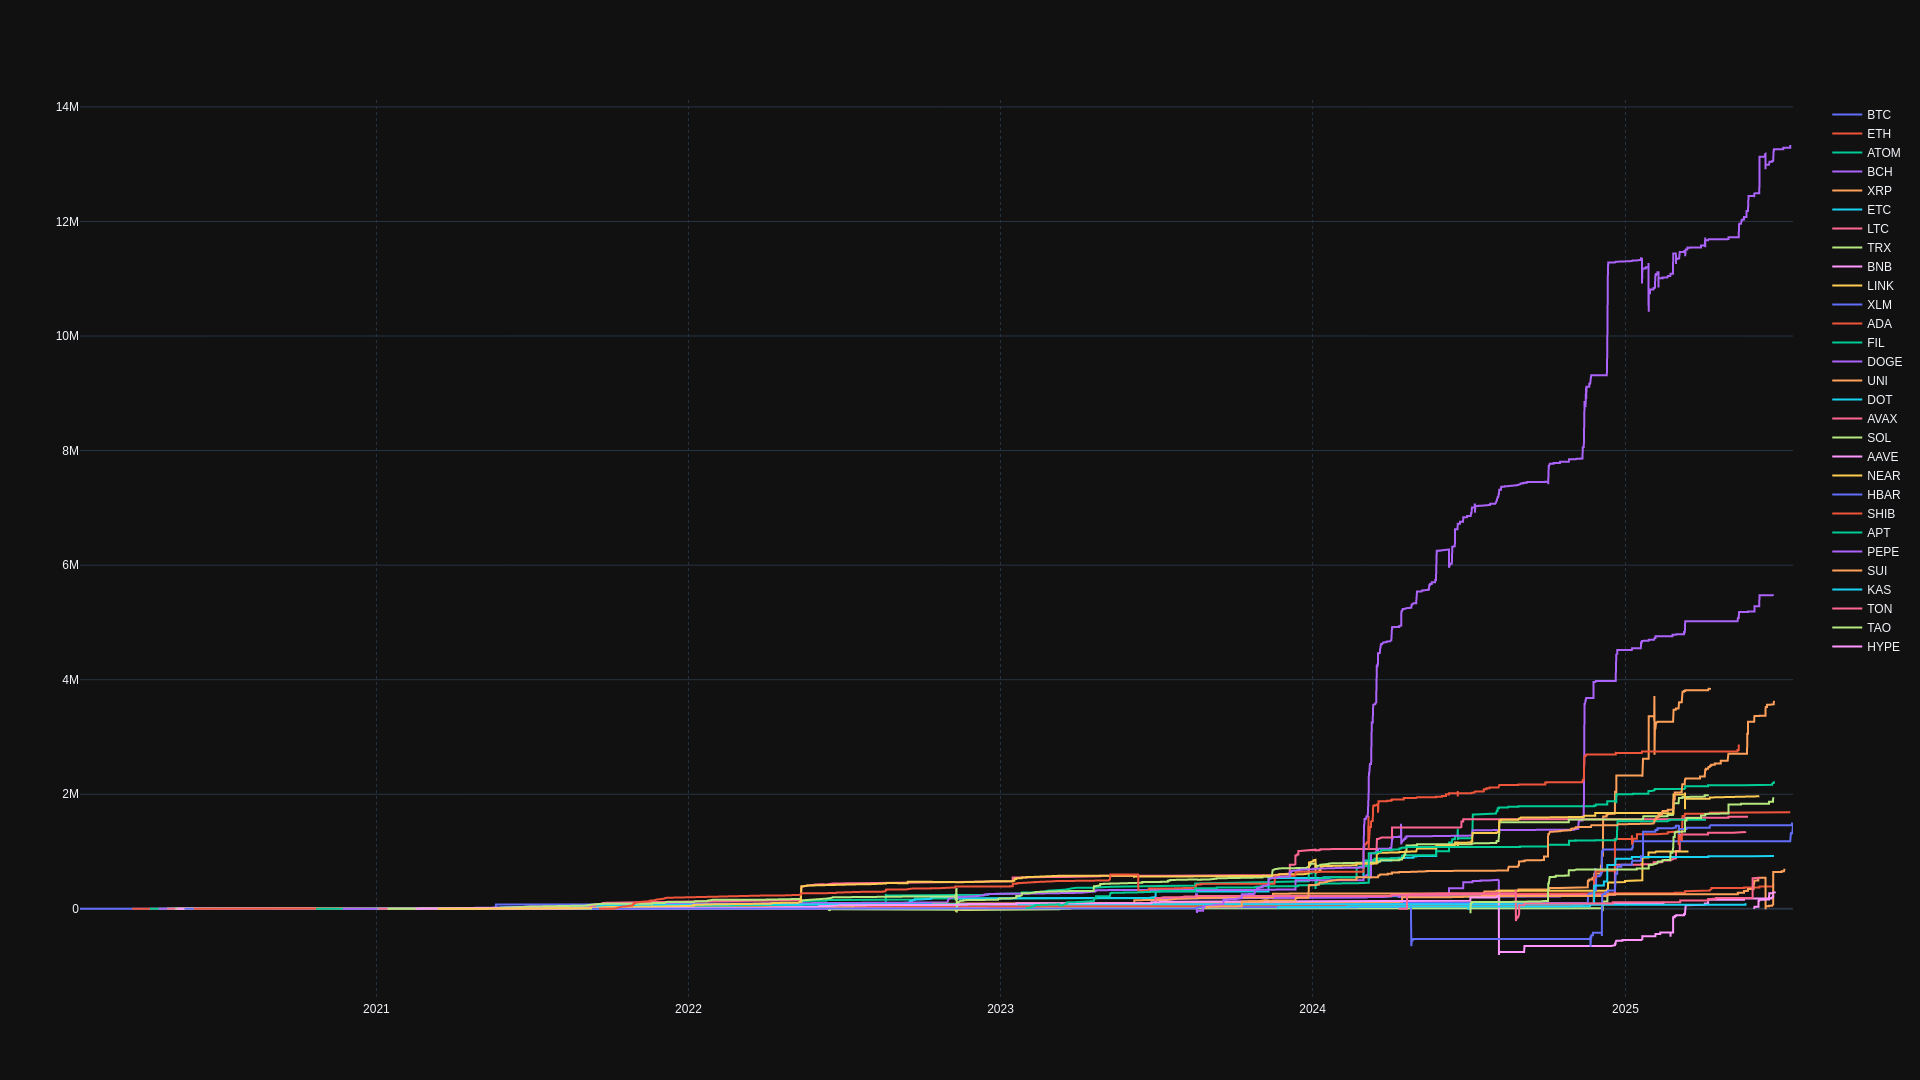 14M
12M
10M
8M
6M
4M
2M
0
2021
2022
2023
2024
2025
BTC
ETH
ATOM
BCH
XRP
ETC
LTC
TRX
BNB
LINK
XLM
ADA
FIL
DOGE
UNI
DOT
AVAX
SOL
AAVE
NEAR
HBAR
SHIB
APT
PEPE
SUI
KAS
TON
TAO
HYPE